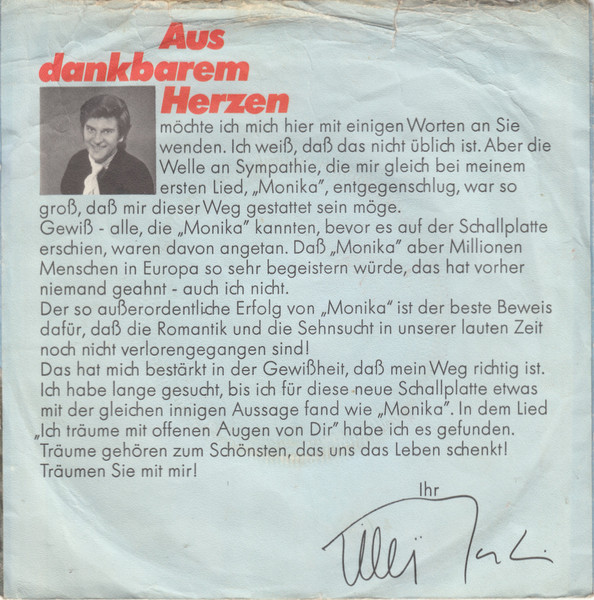 Aus
dankbarem
Herzen
möchte ich mich hier mit einigen Worten an Sie
wenden. Ich weiß, daß das nicht üblich ist. Aber die
Welle an Sympathie, die mir gleich bei meinem
ersten Lied, „Monika”, entgegenschlug, war so
groß, daß mir dieser Weg gestattet sein möge.
Gewiß - alle, die „Monika” kannten, bevor es auf der Schallplatte
erschien, waren davon angetan. Daß „Monika” aber Millionen
Menschen in Europa so sehr begeistern würde, das hat vorher
niemand geahnt - auch ich nicht.
Der so außerordentliche Erfolg von „Monika” ist der beste Beweis
dafür, daß die Romantik und die Sehnsucht in unserer lauten Zeit
noch nicht verlorengegangen sind!
Das hat mich bestärkt in der Gewißheit, daß mein Weg richtig ist.
Ich habe lange gesucht, bis ich für diese neue Schallplatte etwas
mit der gleichen innigen Aussage fand wie „Monika”. In dem Lied
„Ich träume mit offenen Augen von Dir” habe ich es gefunden.
Träume gehören zum Schönsten, das uns das Leben schenkt!
Träumen Sie mit mir!
Ihr